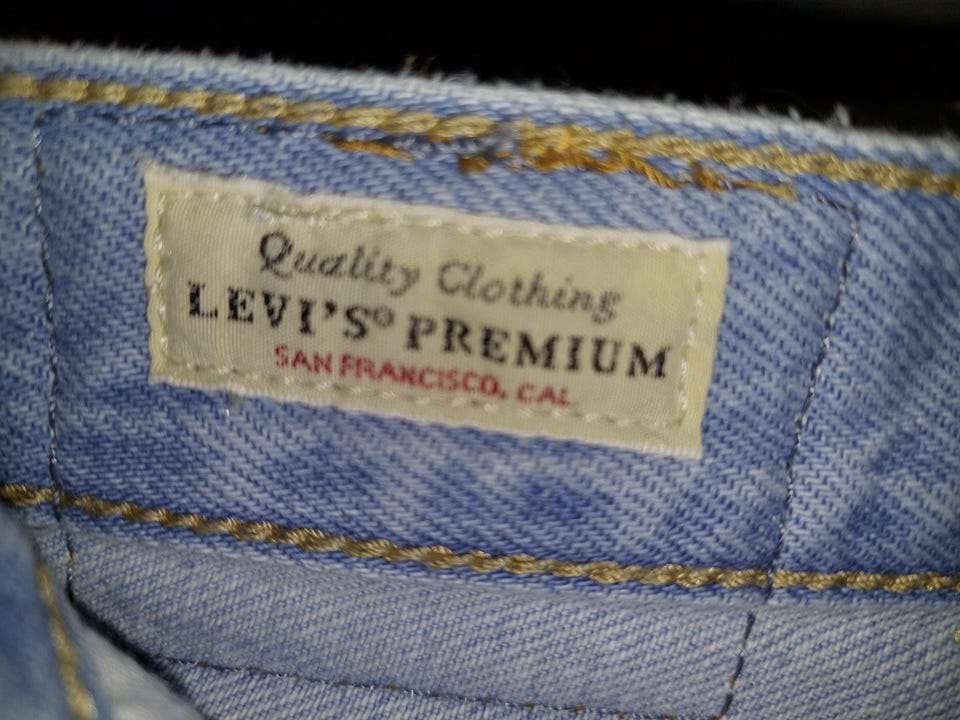 Quality Clothing
LEVI'S® PREMIUM
SAN FRANCISCO, CAL.